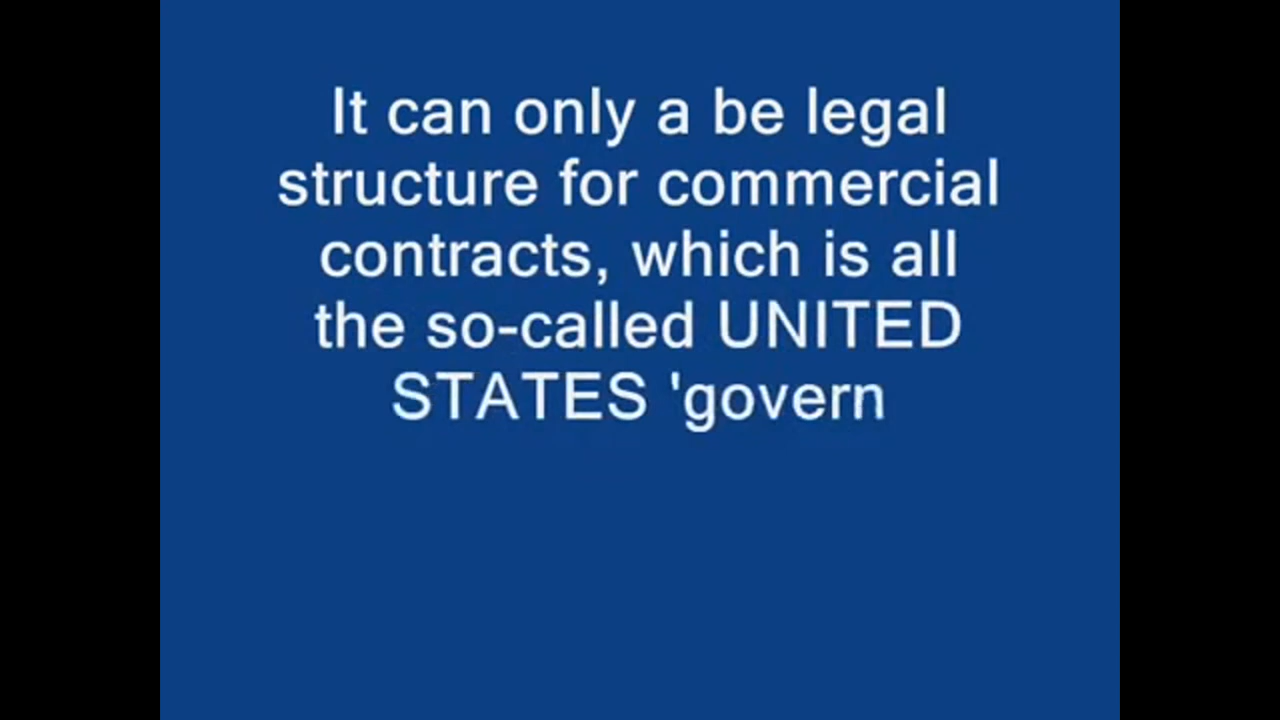 It can only a be legal
structure for commercial
contracts, which is all
the so-called UNITED
STATES 'govern